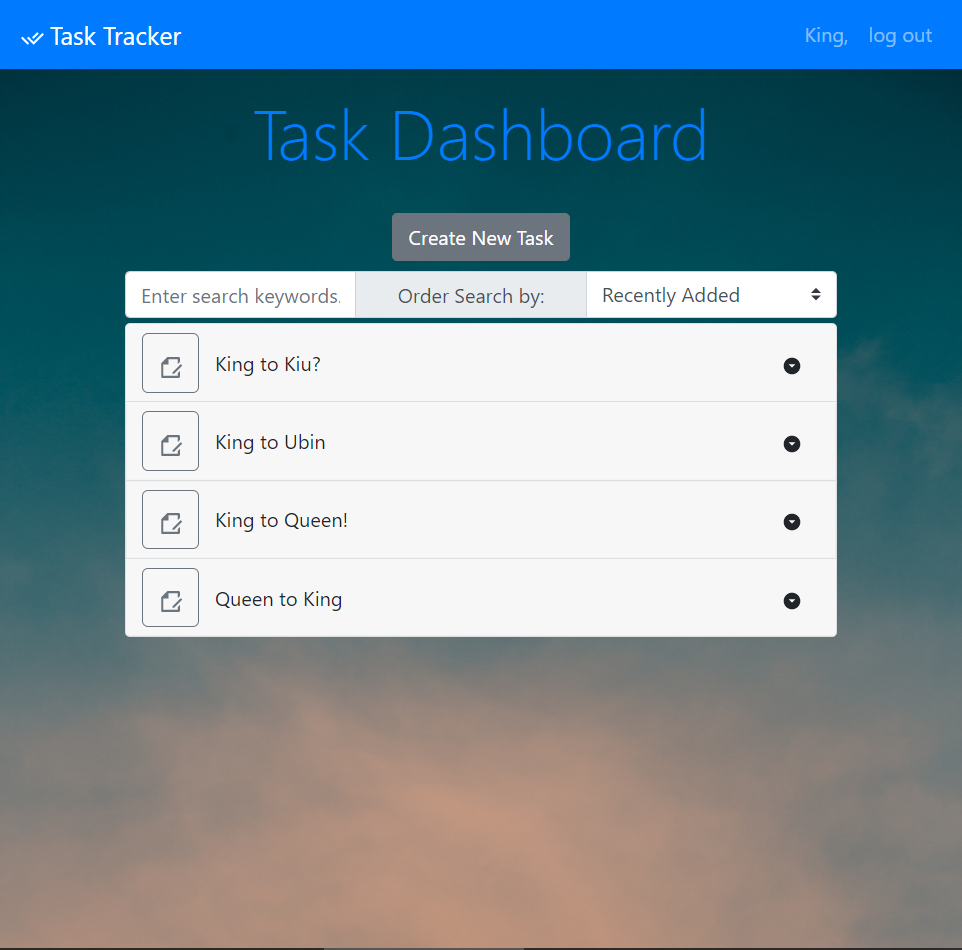 Task Tracker
King, log out
Task Dashboard
Create New Task
Enter search keywords.
Order Search by:
Recently Added
King to Kiu?
King to Ubin
King to Queen!
Queen to King